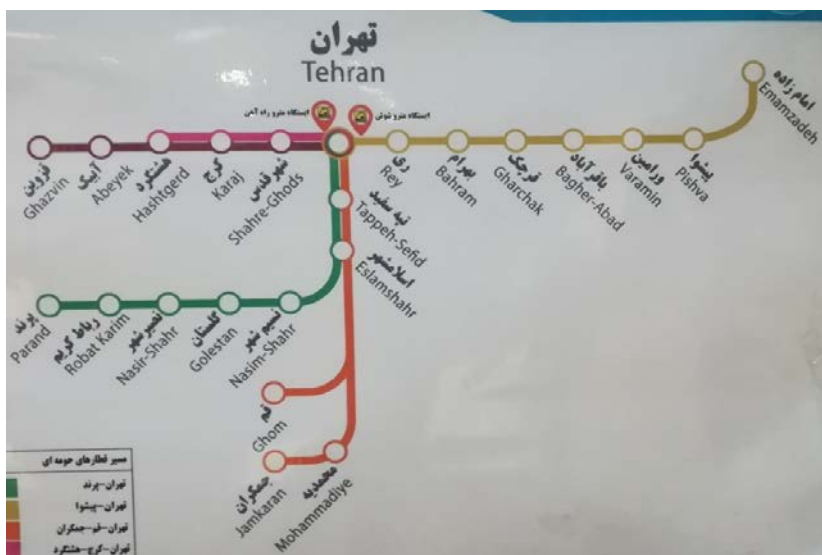 تهران
Tehran
ایستگاه مترو راه آهن
ایستگاه مترو شوش
قزوین
Ghazvin
آبیک
Abeyek
هشتگرد
Hashtgerd
کرج
Karaj
شهر قدس
Shahre-Ghods
ری
Rey
بهرام
Bahram
قرچک
Gharchak
باقرآباد
Bagher-Abad
ورامین
Varamin
پیشوا
Pishva
امام زاده
Emamzadeh
تپه سفید
Tappeh-Sefid
اسلامشهر
Eslamshahr
پرند
Parand
رباط کریم
Robat Karim
نصیرشهر
Nasir-Shahr
گلستان
Golestan
نسیم شهر
Nasim-Shahr
قم
Ghom
جمکران
Jamkaran
محمدیه
Mohammadiye
مسیر قطارهای حومه ای
تهران-پرند
تهران-پیشوا
تهران-قم-جمکران
تهران-کرج-هشتگرد